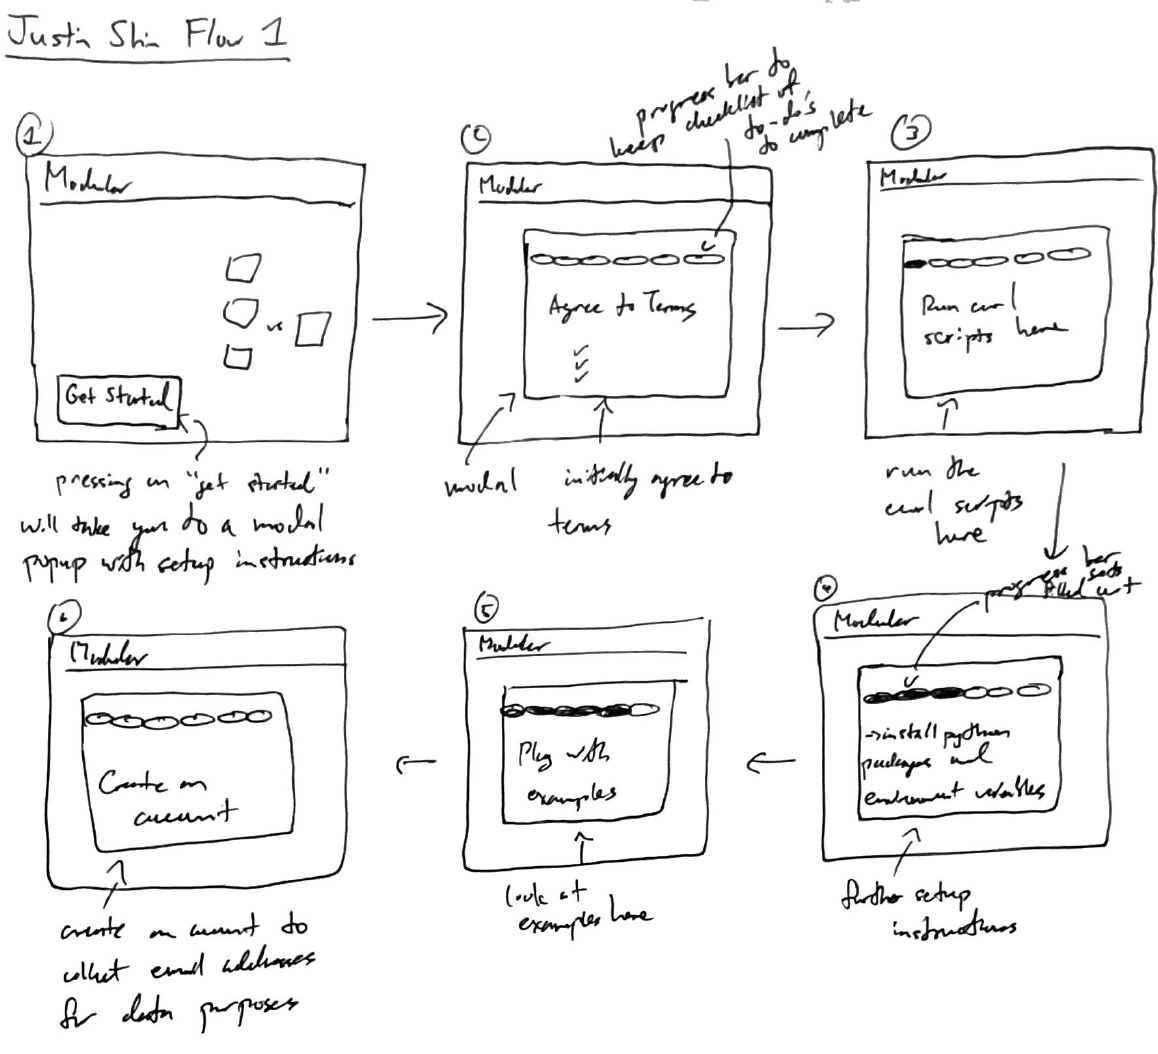 Justin Shin Flow 1
1
Modular
vs
Get Started
pressing on "get started"
will take you to a modal
popup with setup instructions
2
progress bar to
keep checklist of
to-do's
to complete
Modular
Agree to Terms
modal
initially agree to
terms
3
Modular
Run curl
scripts here
run the
curl scripts
here
4
progress bar
gets
filled out
Modular
→install python
packages and
environment variables
further setup
instructions
5
Modular
Play with
examples
look at
examples here
6
Modular
Create an
account
create an account to
collect email addresses
for data purposes